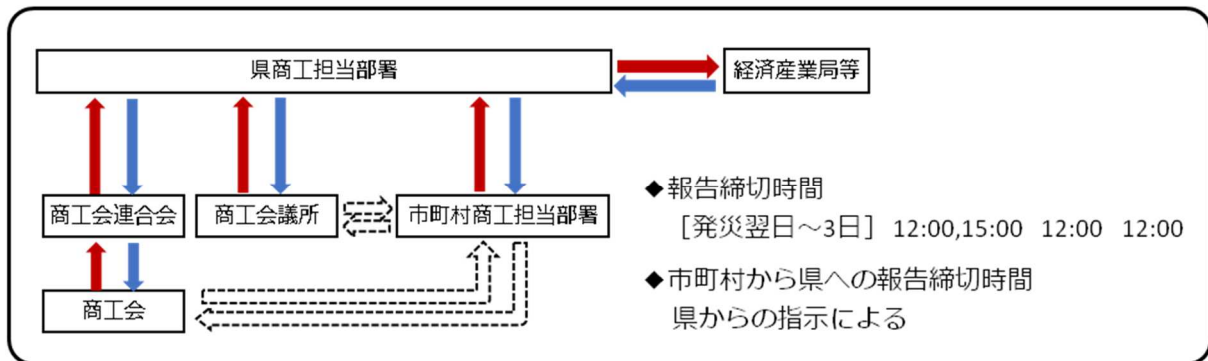 県商工担当部署
経済産業局等
商工会連合会
商工会議所
市町村商工担当部署
商工会
◆報告締切時間
［発災翌日～3日］ 12:00,15:00 12:00 12:00
◆市町村から県への報告締切時間
県からの指示による